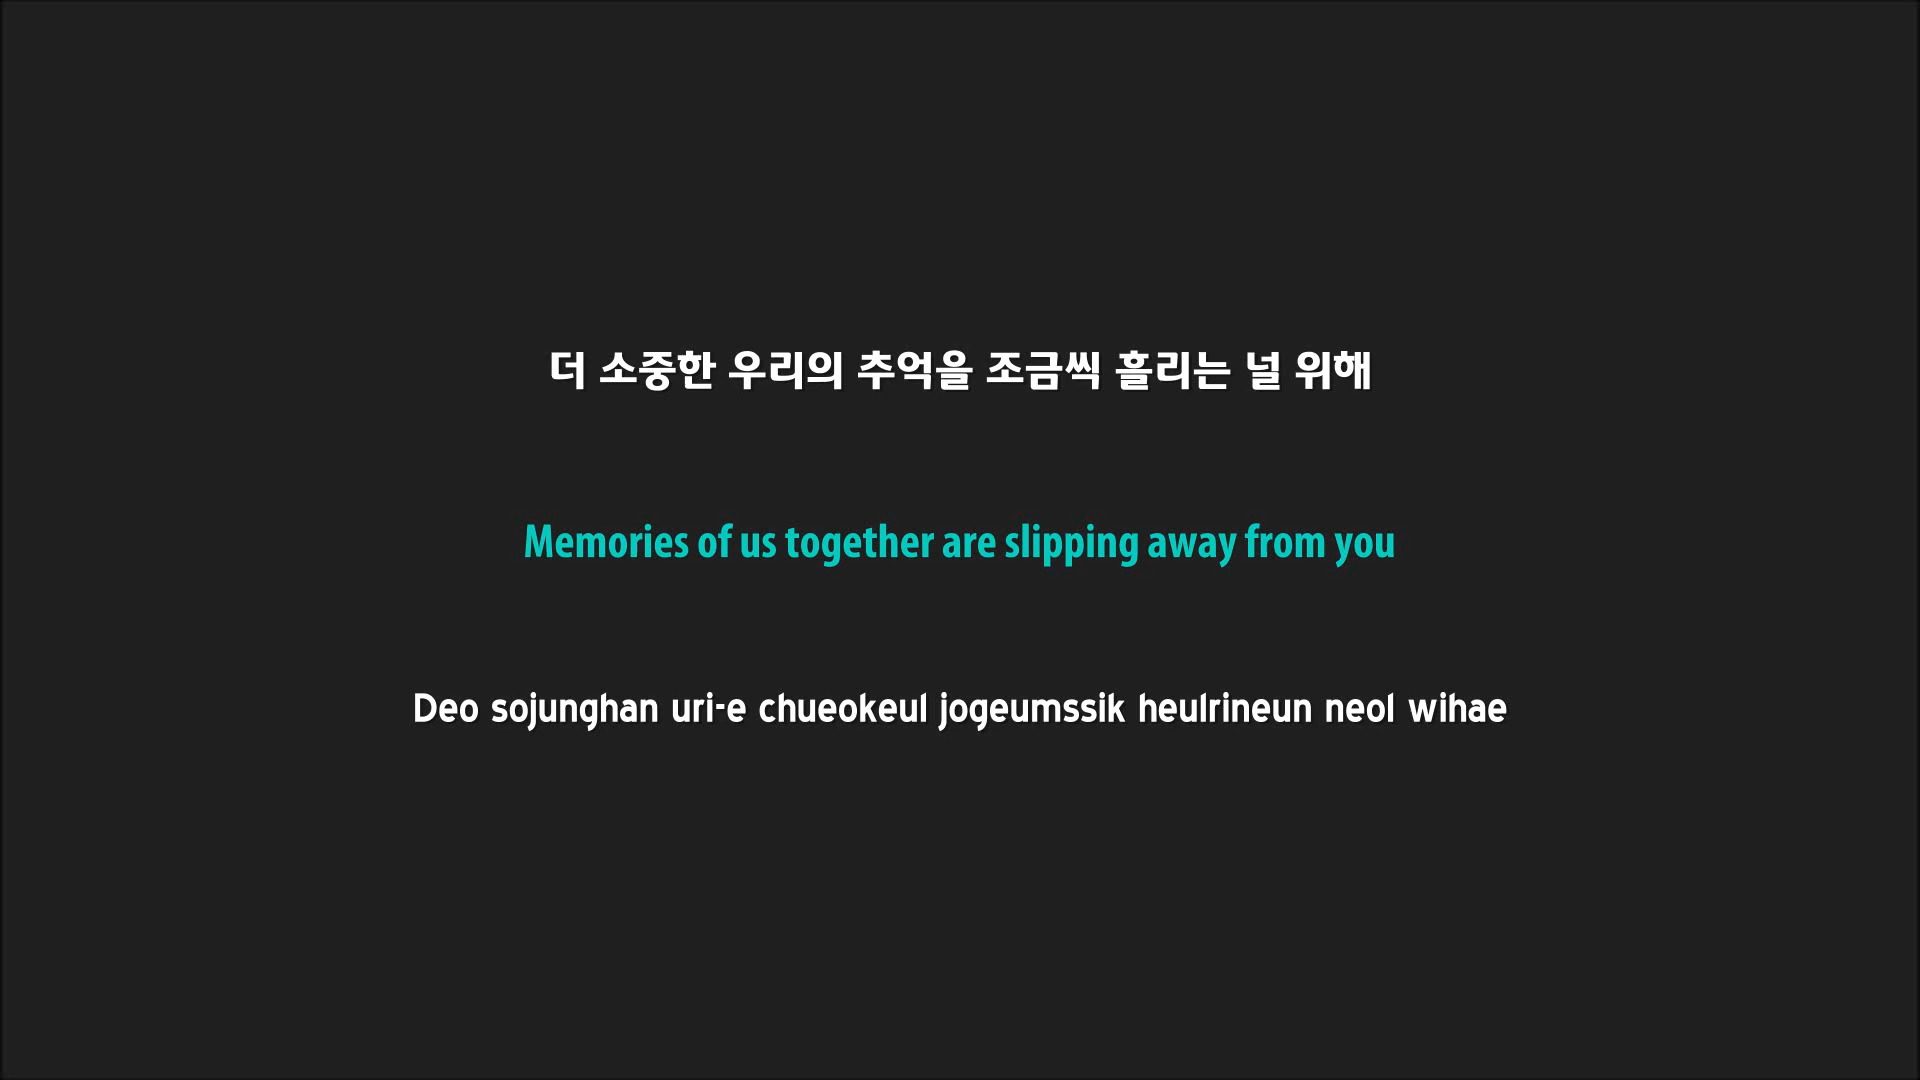 더 소중한 우리의 추억을 조금씩 흘리는 널 위해
Memories of us together are slipping away from you
Deo sojunghan uri-e chueokeul jogeumssik heulrineun neol wihae